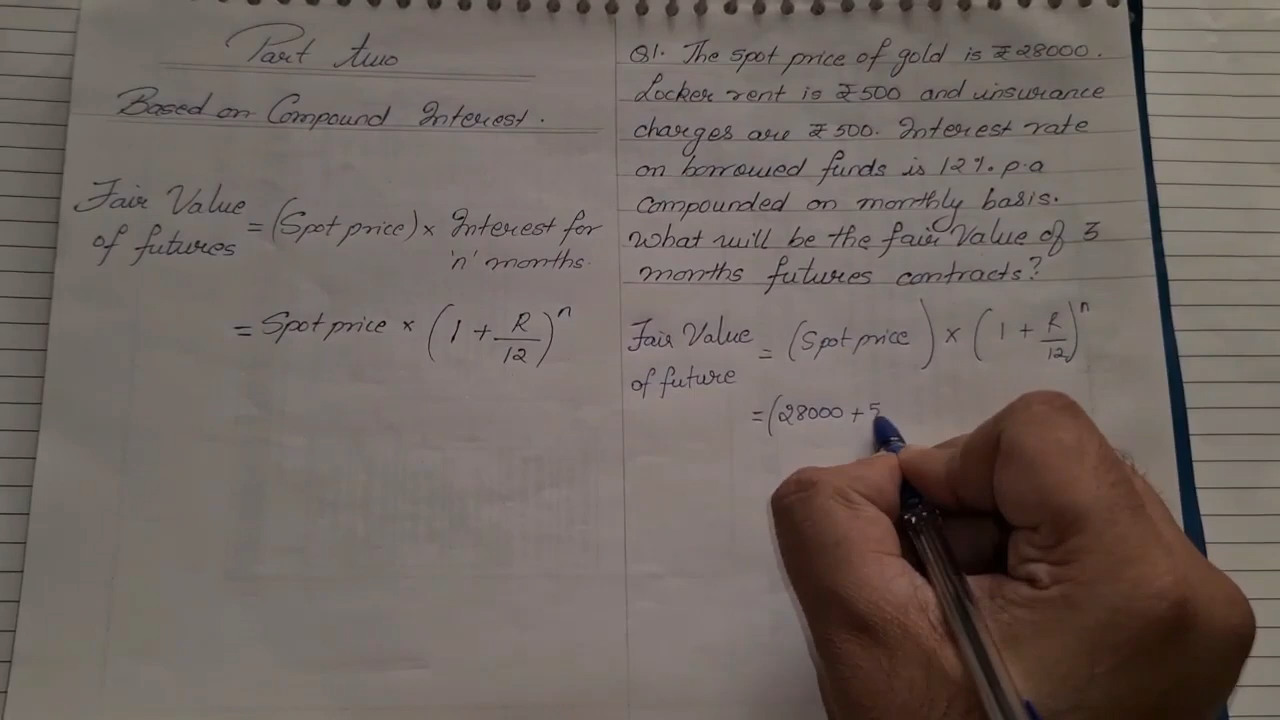 Part two
Based on Compound Interest.
Fair Value of futures = (Spot price) × Interest for 'n' months.
= Spot price × (1 + R/12)^n
Q1. The spot price of gold is ₹28000.
Locker rent is ₹500 and insurance
charges are ₹500. Interest rate
on borrowed funds is 12% p.a
compounded on monthly basis.
What will be the fair Value of 3
months futures contracts?
Fair Value of future = (Spot price) × (1 + R/12)^n
= (28000 + 5